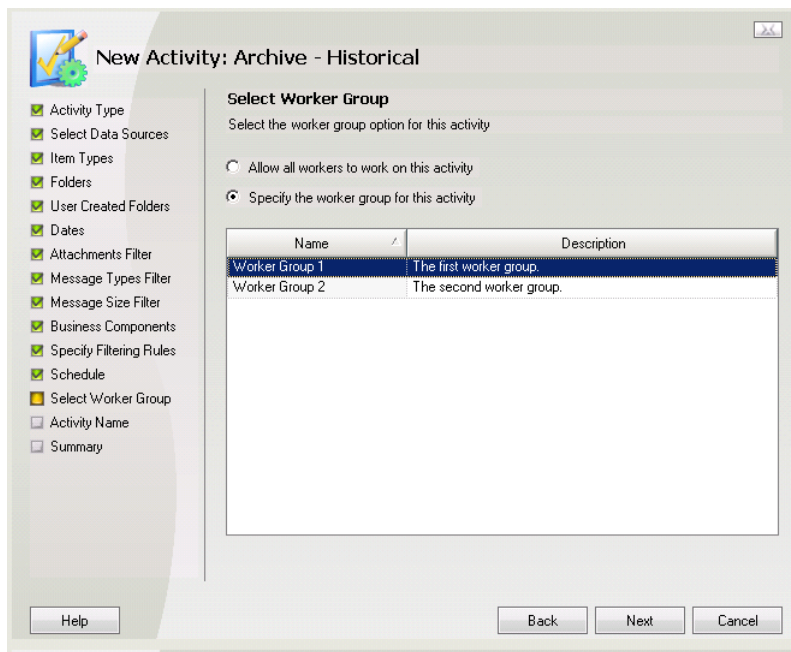 New Activity: Archive - Historical
Activity Type
Select Data Sources
Item Types
Folders
User Created Folders
Dates
Attachments Filter
Message Types Filter
Message Size Filter
Business Components
Specify Filtering Rules
Schedule
Select Worker Group
Activity Name
Summary
Select Worker Group
Select the worker group option for this activity
Allow all workers to work on this activity
Specify the worker group for this activity
Name Description
Worker Group 1 The first worker group.
Worker Group 2 The second worker group.
Help Back Next Cancel